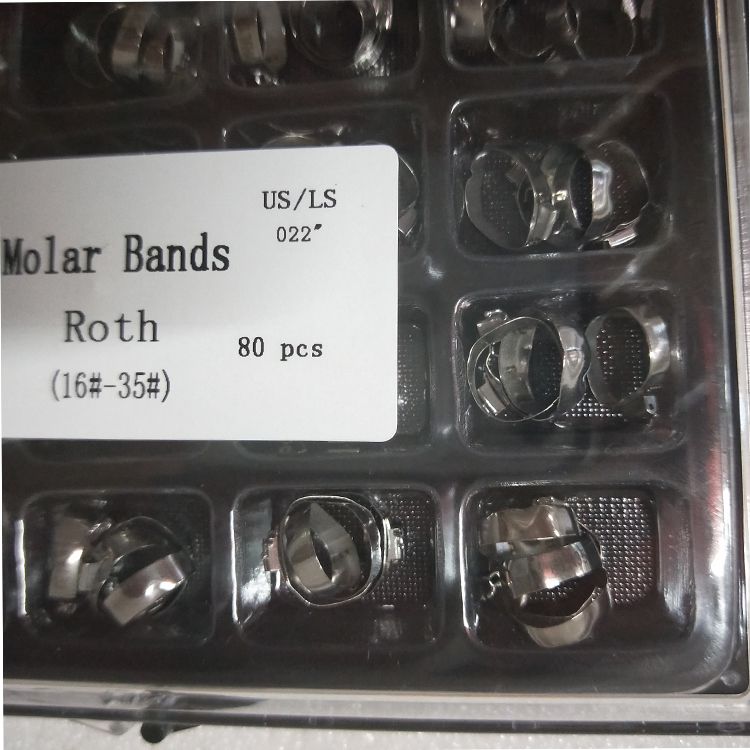 US/LS
022"
Molar Bands
Roth
80 pcs
(16#-35#)